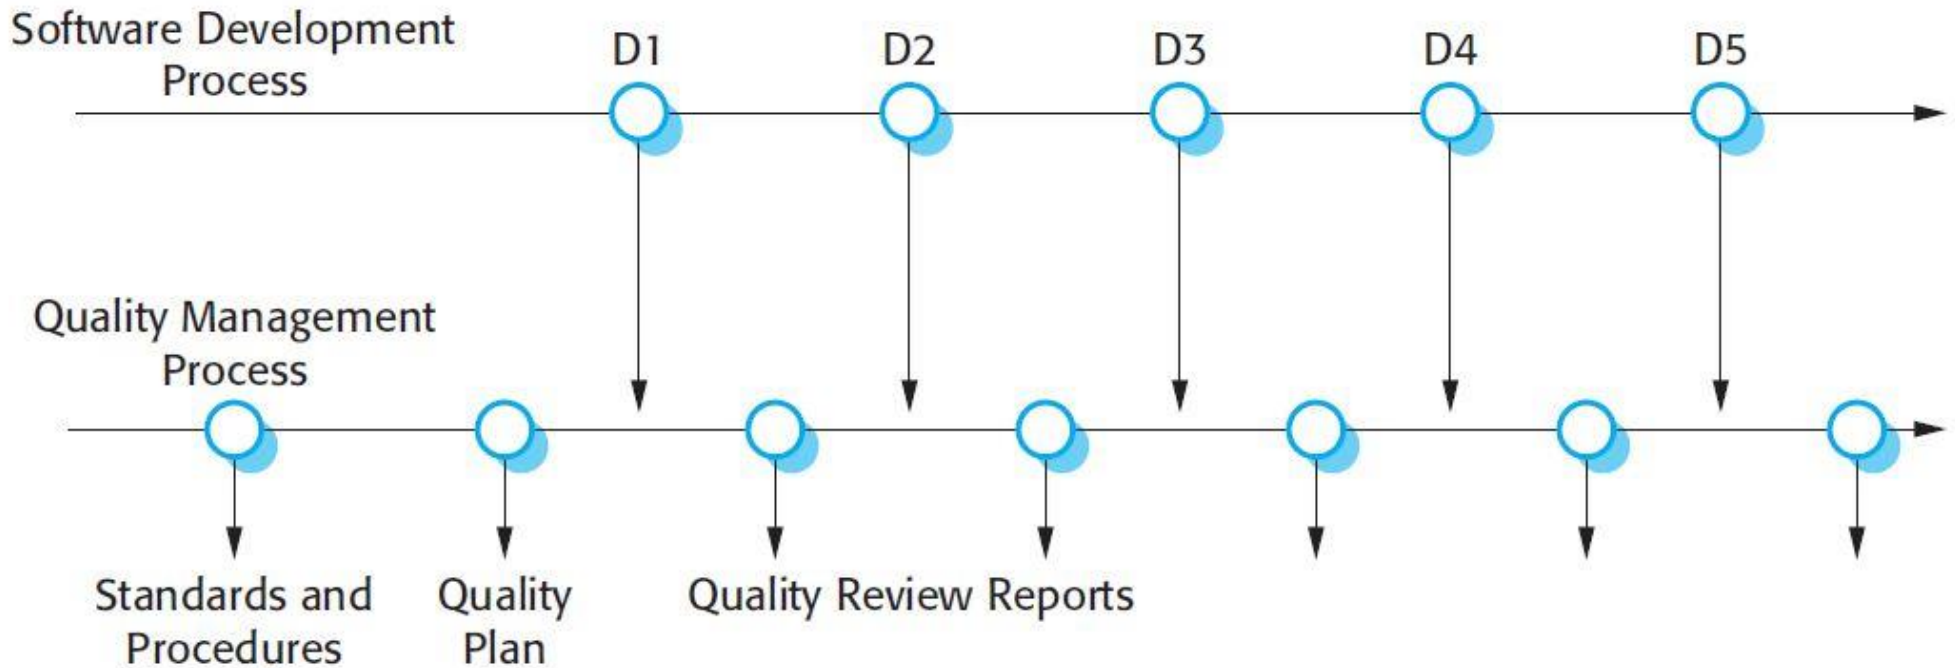 Software Development
Process
D1
D2
D3
D4
D5
Quality Management
Process
Standards and
Procedures
Quality
Plan
Quality Review Reports